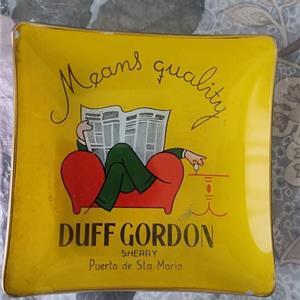 Means quality
DUFF GORDON
SHERRY
Puerto de Sta. Maria